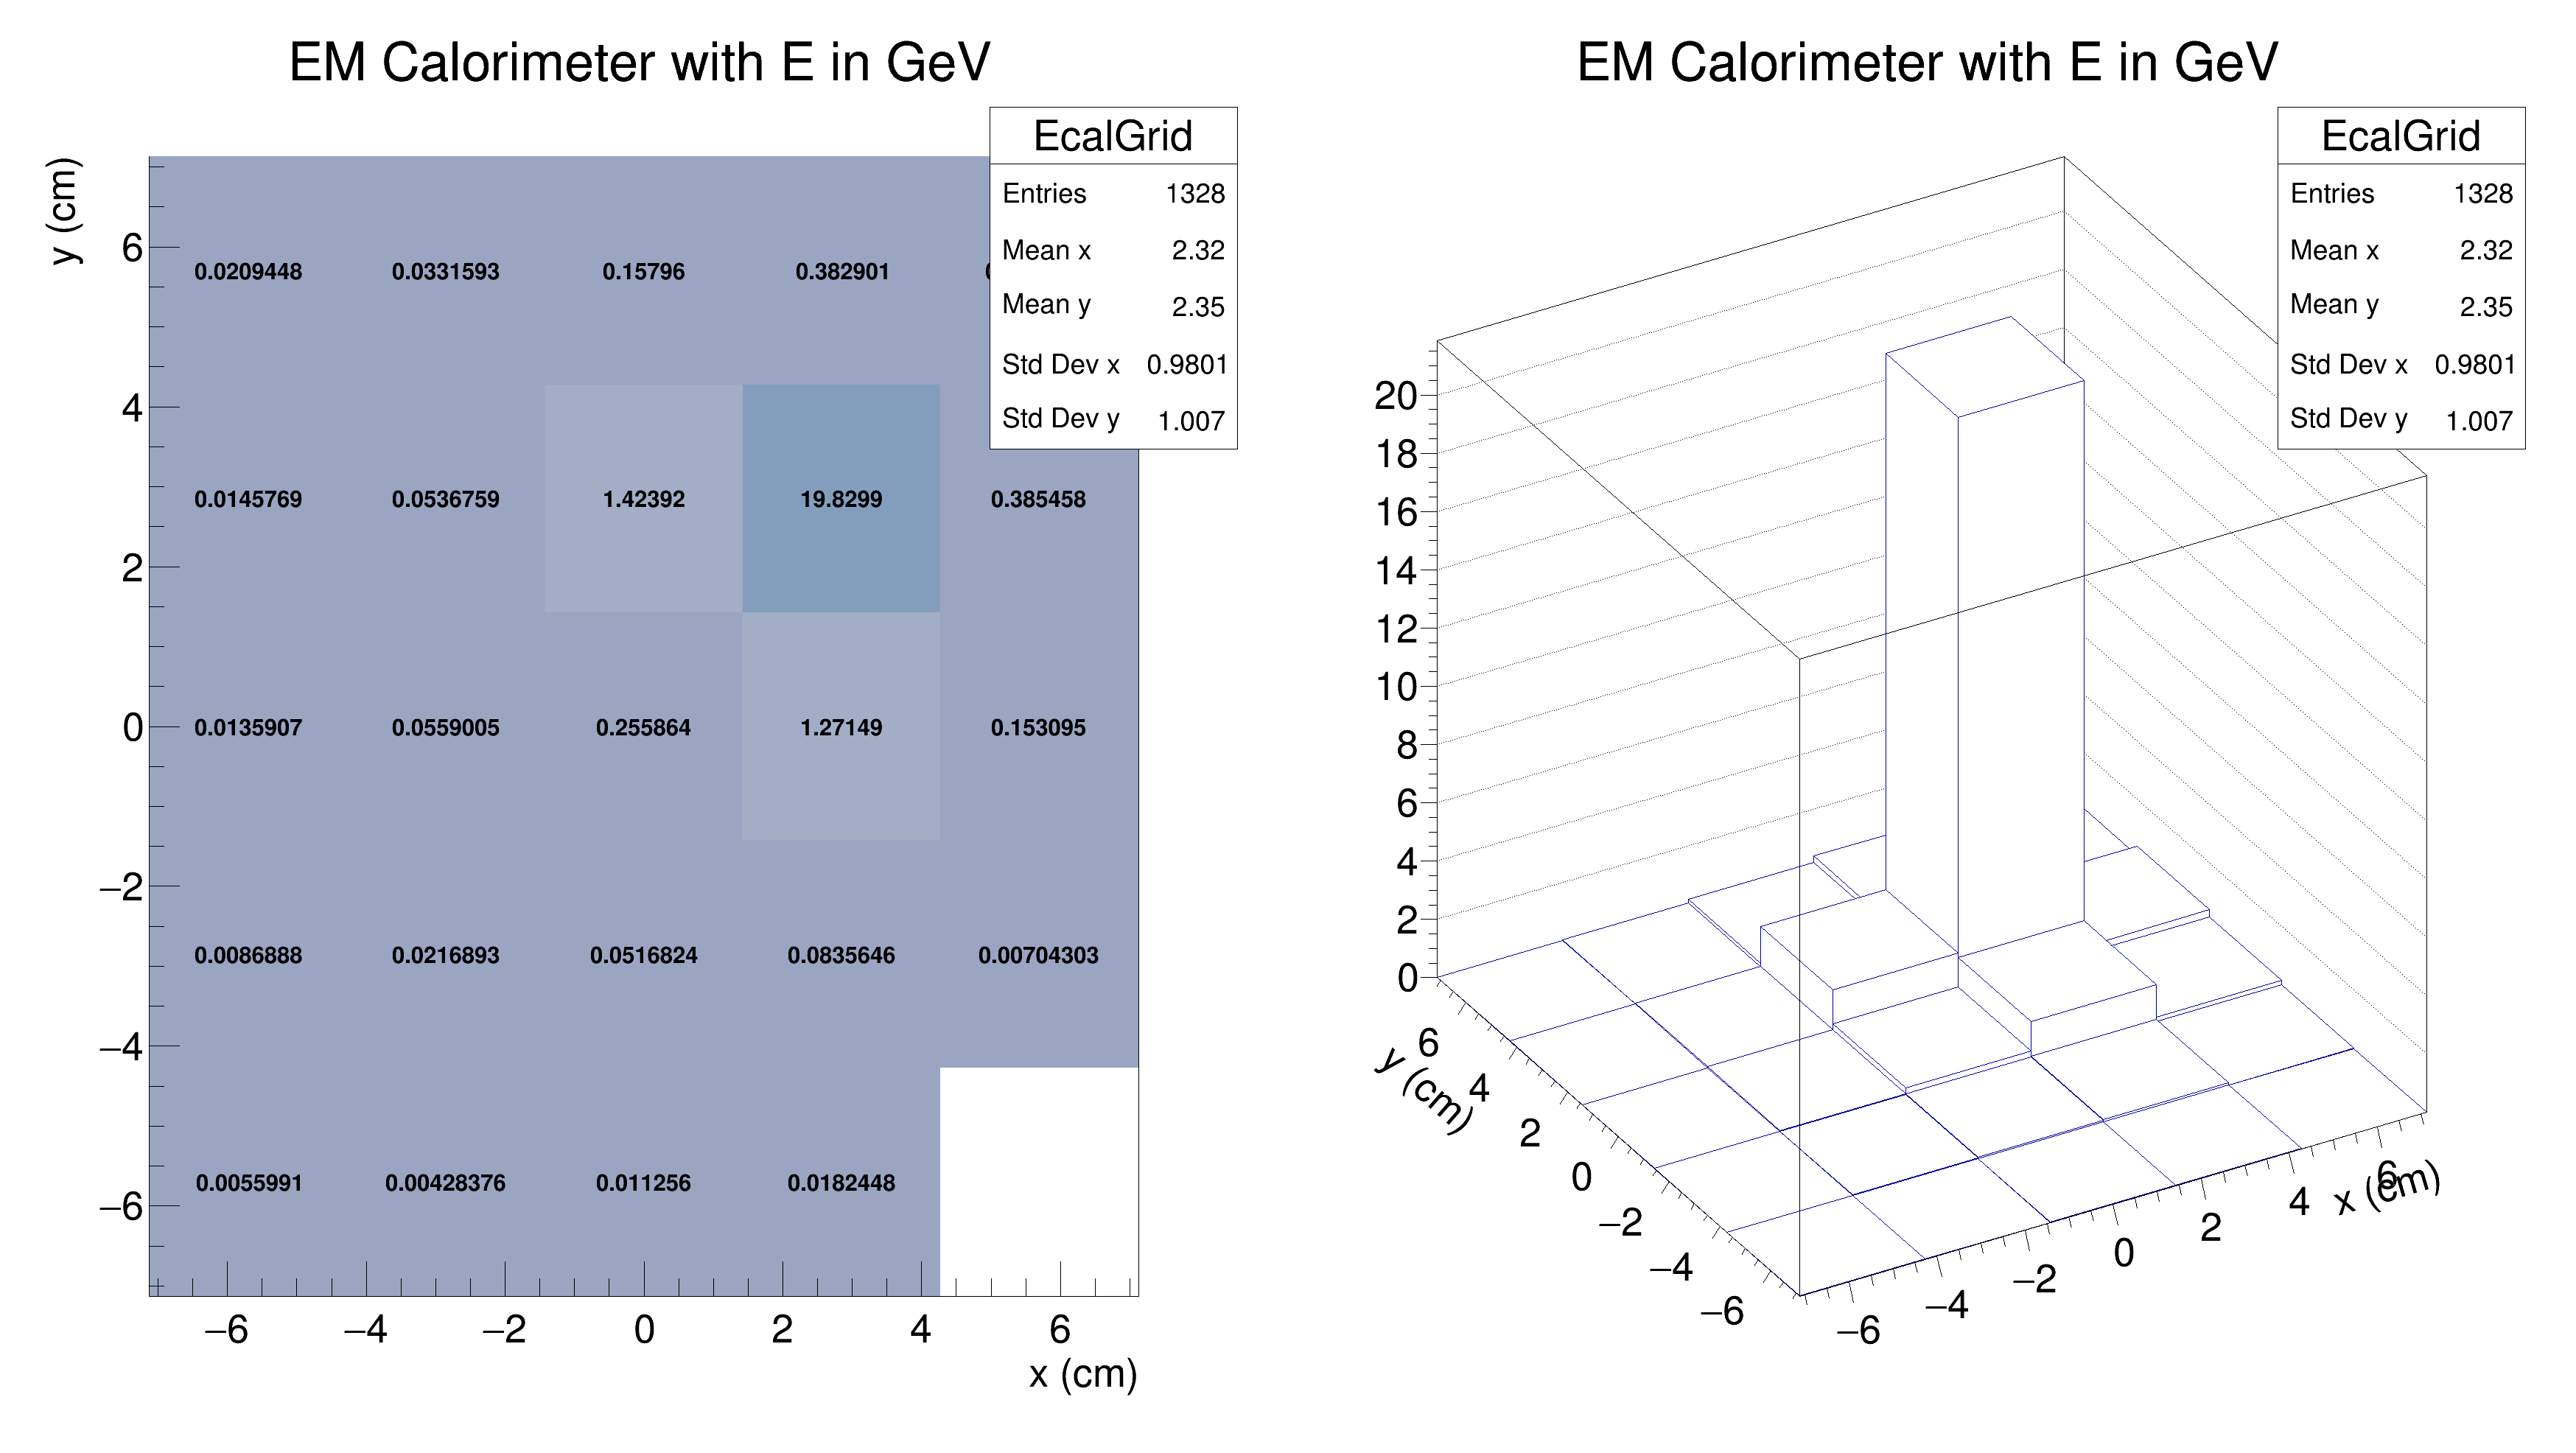 EM Calorimeter with E in GeV
EcalGrid
Entries 1328
Mean x 2.32
Mean y 2.35
Std Dev x 0.9801
Std Dev y 1.007
y (cm)
6
4
2
0
−2
−4
−6
0.0209448 0.0331593 0.15796 0.382901
0.0145769 0.0536759 1.42392 19.8299 0.385458
0.0135907 0.0559005 0.255864 1.27149 0.153095
0.0086888 0.0216893 0.0516824 0.0835646 0.00704303
0.0055991 0.00428376 0.011256 0.0182448
−6 −4 −2 0 2 4 6
x (cm)
EM Calorimeter with E in GeV
EcalGrid
Entries 1328
Mean x 2.32
Mean y 2.35
Std Dev x 0.9801
Std Dev y 1.007
20
18
16
14
12
10
8
6
4
2
0
6
4
2
0
−2
−4
−6
y (cm)
−6
−4
−2
0
2
4
6
x (cm)